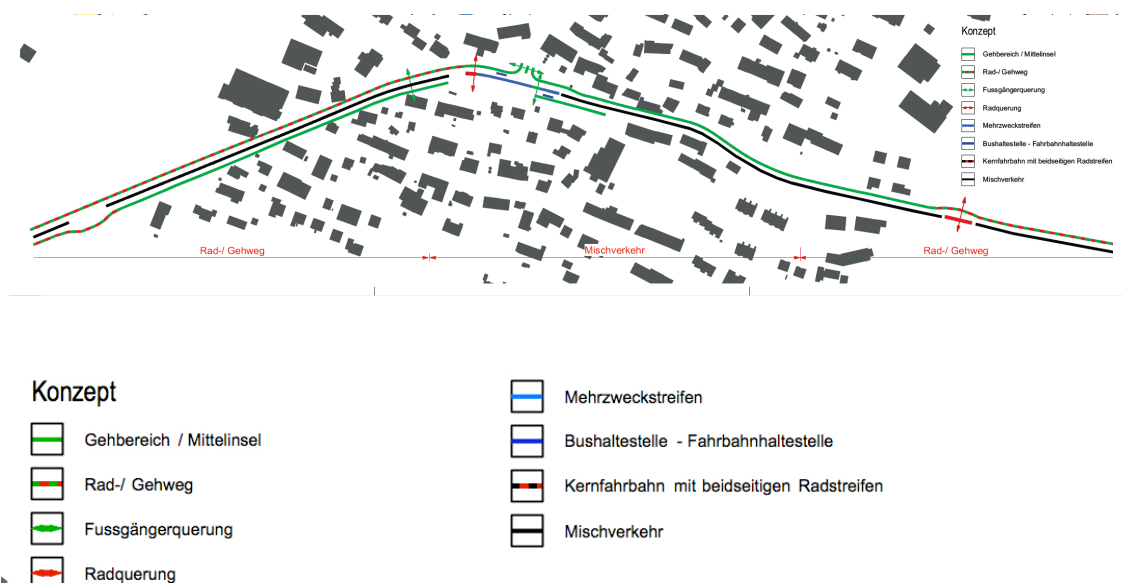 Konzept
Gehbereich / Mittelinsel
Rad-/ Gehweg
Fussgängerquerung
Radquerung
Mehrzweckstreifen
Bushaltestelle - Fahrbahnhaltestelle
Kernfahrbahn mit beidseitigen Radstreifen
Mischverkehr
Rad-/ Gehweg
Mischverkehr
Rad-/ Gehweg
Konzept
Gehbereich / Mittelinsel
Rad-/ Gehweg
Fussgängerquerung
Radquerung
Mehrzweckstreifen
Bushaltestelle - Fahrbahnhaltestelle
Kernfahrbahn mit beidseitigen Radstreifen
Mischverkehr